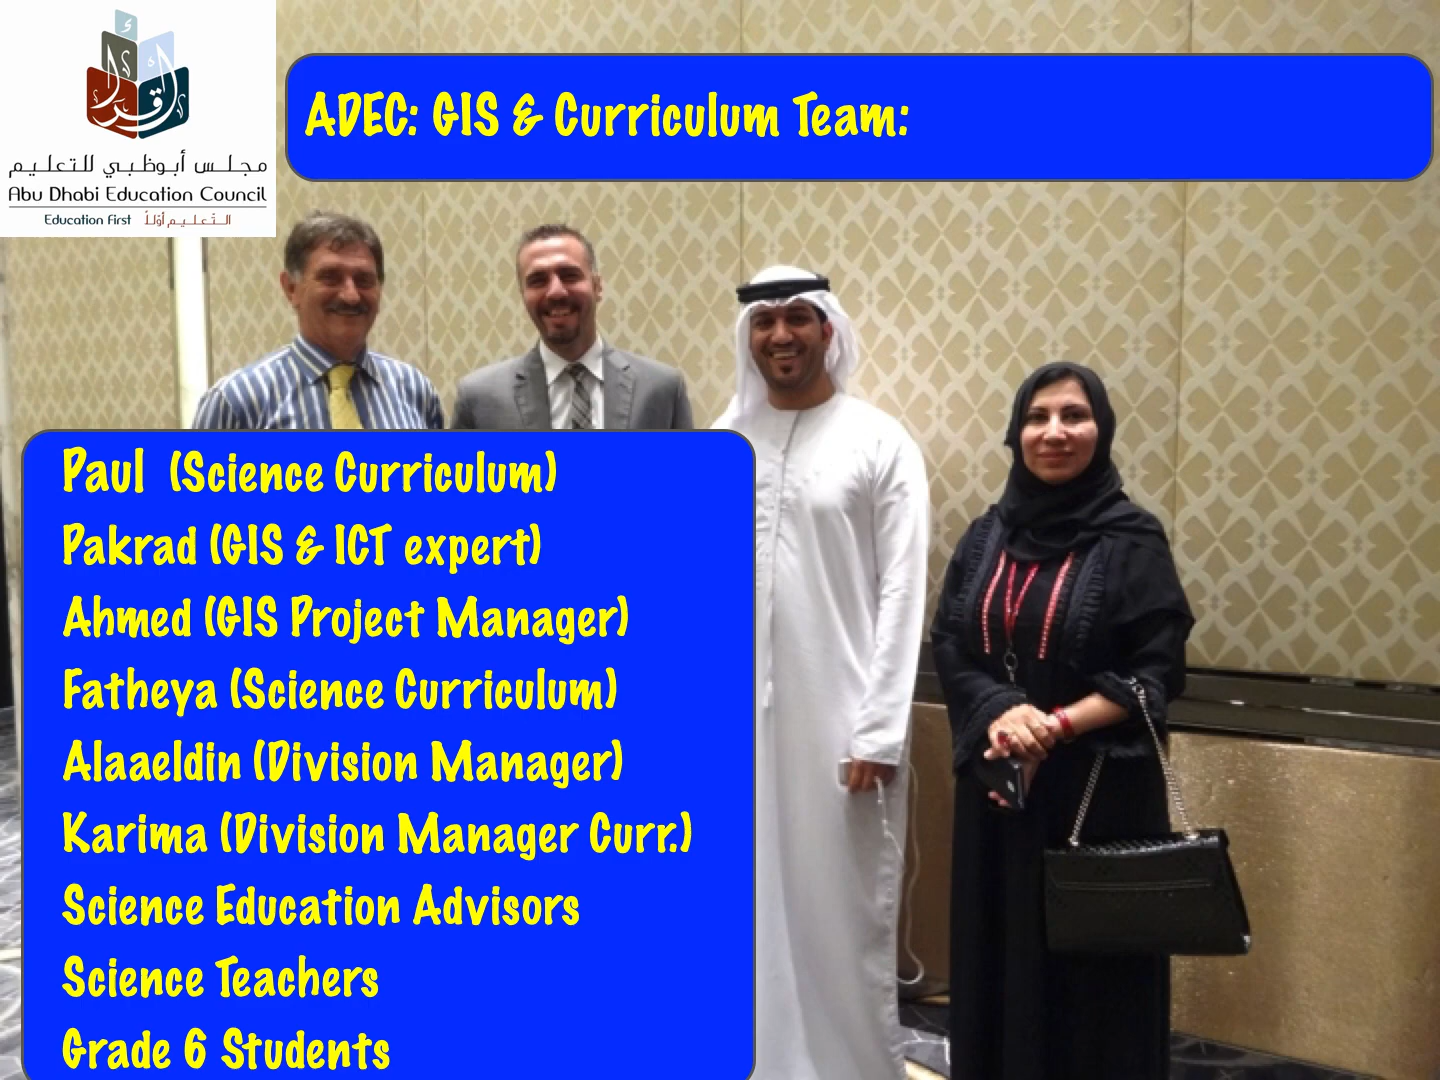 أ
اقرأ
مجلس أبوظبي للتعليم
Abu Dhabi Education Council
Education First التعليم أولاً
ADEC: GIS & Curriculum Team:
Paul (Science Curriculum)
Pakrad (GIS & ICT expert)
Ahmed (GIS Project Manager)
Fatheya (Science Curriculum)
Alaaeldin (Division Manager)
Karima (Division Manager Curr.)
Science Education Advisors
Science Teachers
Grade 6 Students